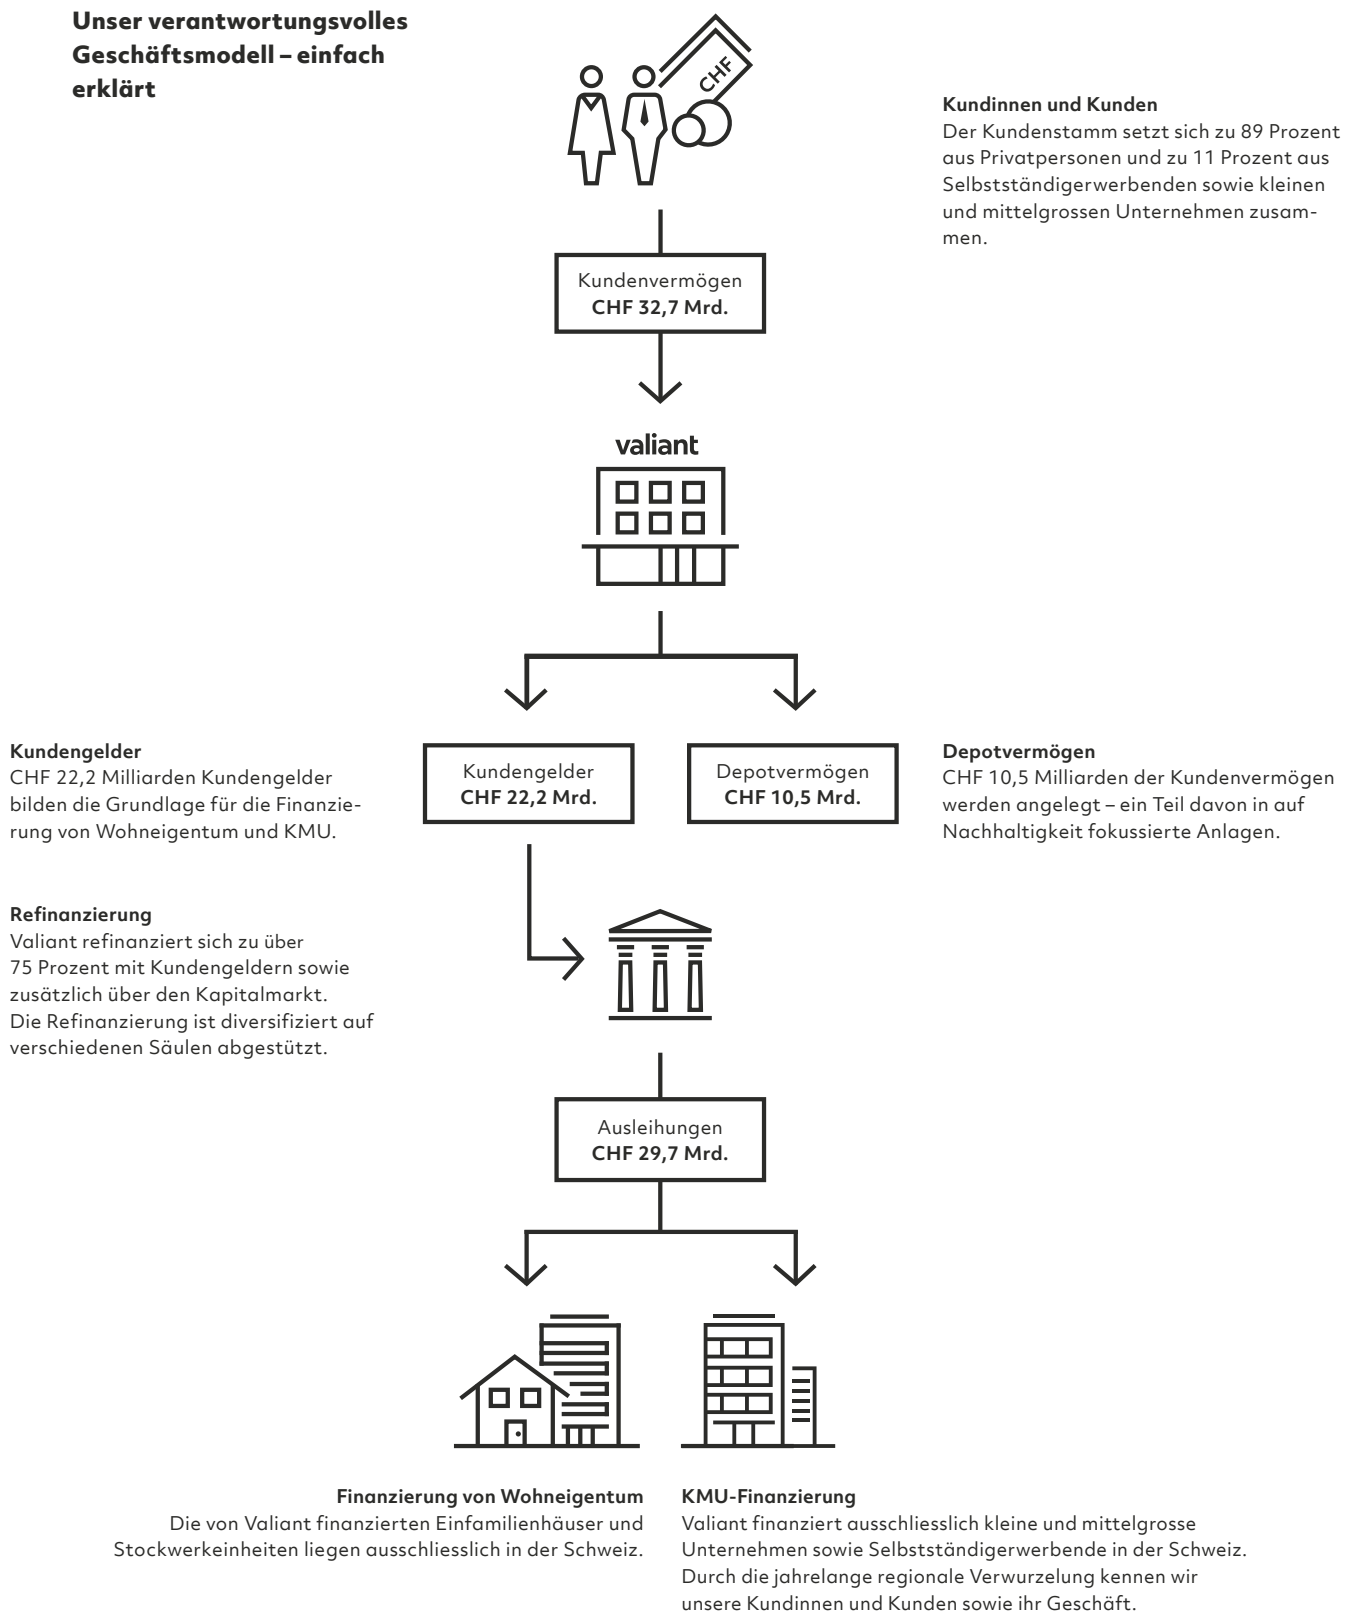 Unser verantwortungsvolles
Geschäftsmodell – einfach
erklärt
CHF
Kundinnen und Kunden
Der Kundenstamm setzt sich zu 89 Prozent
aus Privatpersonen und zu 11 Prozent aus
Selbstständigerwerbenden sowie kleinen
und mittelgrossen Unternehmen zusam-
men.
Kundenvermögen
CHF 32,7 Mrd.
valiant
Kundengelder
CHF 22,2 Milliarden Kundengelder
bilden die Grundlage für die Finanzie-
rung von Wohneigentum und KMU.
Kundengelder
CHF 22,2 Mrd.
Depotvermögen
CHF 10,5 Mrd.
Depotvermögen
CHF 10,5 Milliarden der Kundenvermögen
werden angelegt – ein Teil davon in auf
Nachhaltigkeit fokussierte Anlagen.
Refinanzierung
Valiant refinanziert sich zu über
75 Prozent mit Kundengeldern sowie
zusätzlich über den Kapitalmarkt.
Die Refinanzierung ist diversifiziert auf
verschiedenen Säulen abgestützt.
Ausleihungen
CHF 29,7 Mrd.
Finanzierung von Wohneigentum
Die von Valiant finanzierten Einfamilienhäuser und
Stockwerkeinheiten liegen ausschliesslich in der Schweiz.
KMU-Finanzierung
Valiant finanziert ausschliesslich kleine und mittelgrosse
Unternehmen sowie Selbstständigerwerbende in der Schweiz.
Durch die jahrelange regionale Verwurzelung kennen wir
unsere Kundinnen und Kunden sowie ihr Geschäft.